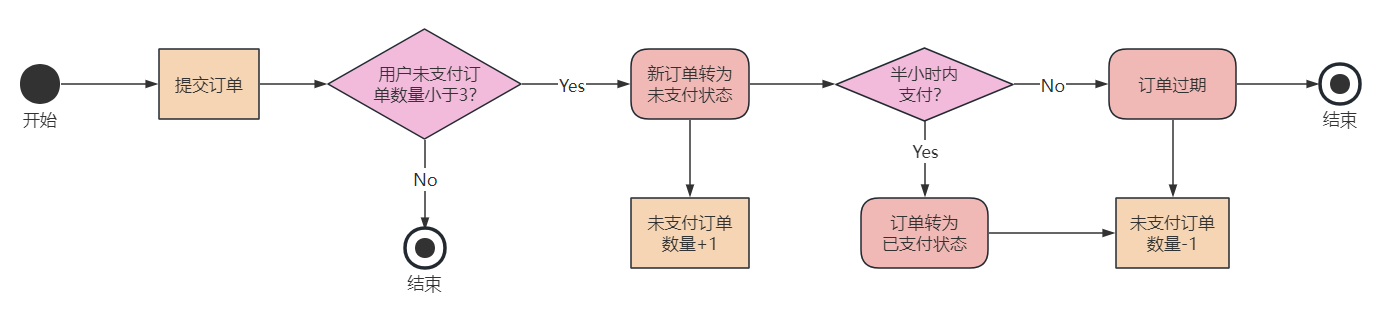 开始
提交订单
用户未支付订
单数量小于3?
Yes
No
结束
新订单转为
未支付状态
未支付订单
数量+1
半小时内
支付?
No
Yes
订单转为
已支付状态
订单过期
未支付订单
数量-1
结束